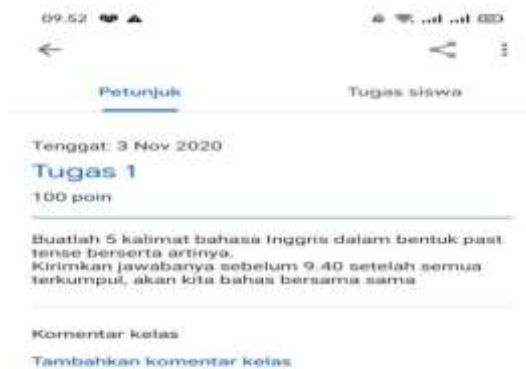 09.52
Petunjuk Tugas siswa
Tenggat: 3 Nov 2020
Tugas 1
100 poin
Buatlah 5 kalimat bahasa Inggris dalam bentuk past
tense berserta artinya.
Kirimkan jawabanya sebelum 9.40 setelah semua
terkumpul, akan kita bahas bersama sama
Komentar kelas
Tambahkan komentar kelas